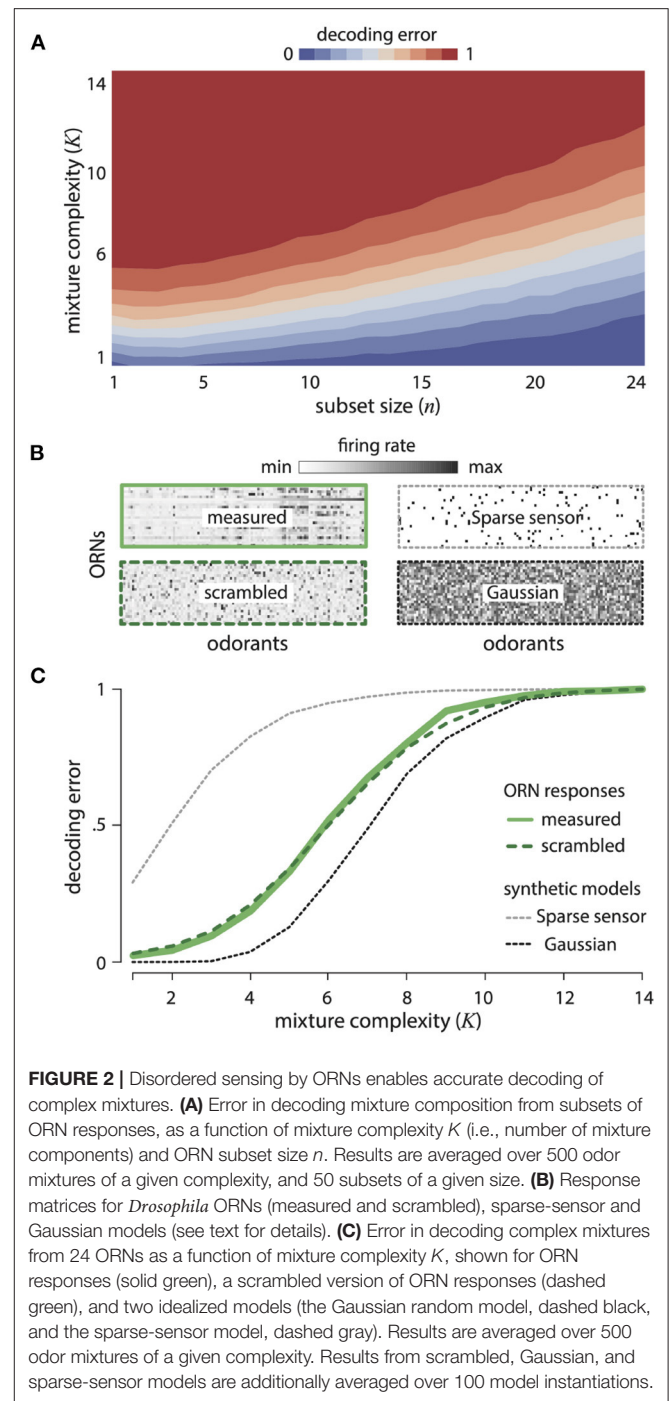 A
decoding error
0 1
14
10
6
1
mixture complexity (K)
1 5 10 15 20 24
subset size (n)
B
firing rate
min max
measured
Sparse sensor
scrambled
Gaussian
ORNs
odorants odorants
C
1
.5
0
decoding error
ORN responses
measured
scrambled
synthetic models
Sparse sensor
Gaussian
2 4 6 8 10 12 14
mixture complexity (K)
FIGURE 2 | Disordered sensing by ORNs enables accurate decoding of
complex mixtures. (A) Error in decoding mixture composition from subsets of
ORN responses, as a function of mixture complexity K (i.e., number of mixture
components) and ORN subset size n. Results are averaged over 500 odor
mixtures of a given complexity, and 50 subsets of a given size. (B) Response
matrices for Drosophila ORNs (measured and scrambled), sparse-sensor and
Gaussian models (see text for details). (C) Error in decoding complex mixtures
from 24 ORNs as a function of mixture complexity K, shown for ORN
responses (solid green), a scrambled version of ORN responses (dashed
green), and two idealized models (the Gaussian random model, dashed black,
and the sparse-sensor model, dashed gray). Results are averaged over 500
odor mixtures of a given complexity. Results from scrambled, Gaussian, and
sparse-sensor models are additionally averaged over 100 model instantiations.